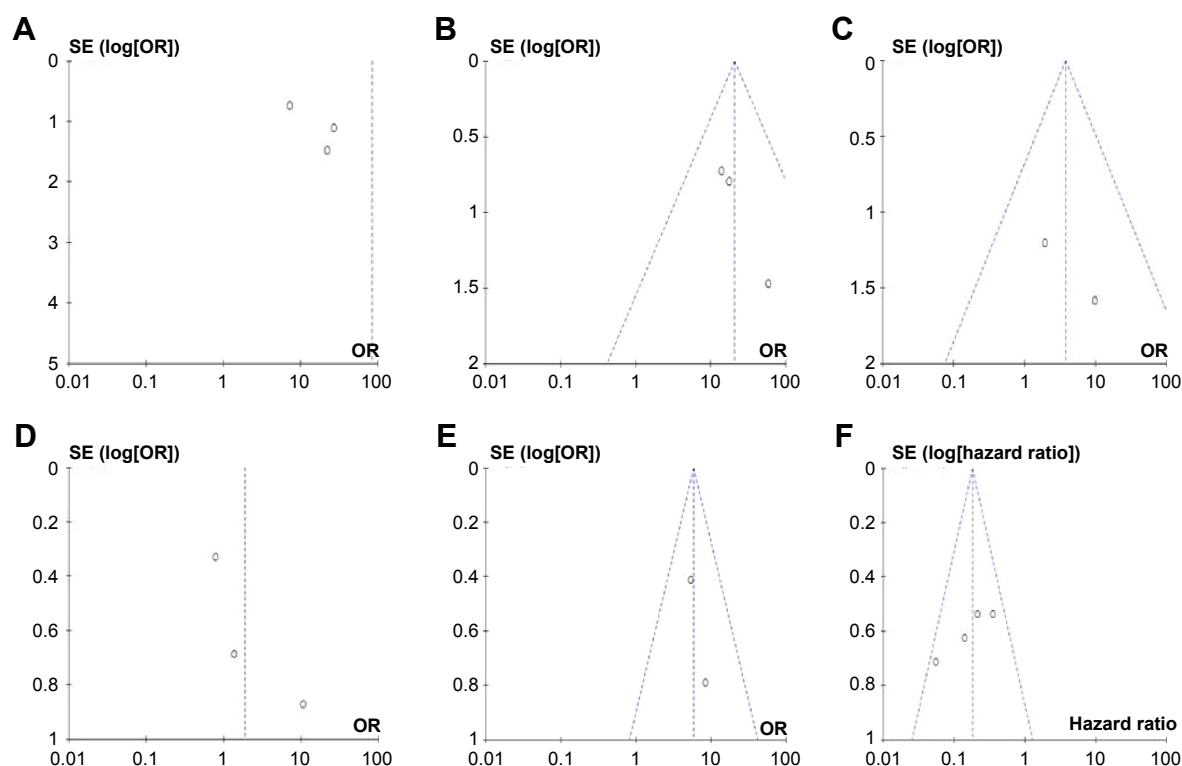 A
SE (log[OR])
0
1
2
3
4
5
OR
0.01 0.1 1 10 100
B
SE (log[OR])
0
0.5
1
1.5
2
OR
0.01 0.1 1 10 100
C
SE (log[OR])
0
0.5
1
1.5
2
OR
0.01 0.1 1 10 100
D
SE (log[OR])
0
0.2
0.4
0.6
0.8
1
OR
0.01 0.1 1 10 100
E
SE (log[OR])
0
0.2
0.4
0.6
0.8
1
OR
0.01 0.1 1 10 100
F
SE (log[hazard ratio])
0
0.2
0.4
0.6
0.8
1
Hazard ratio
0.01 0.1 1 10 100